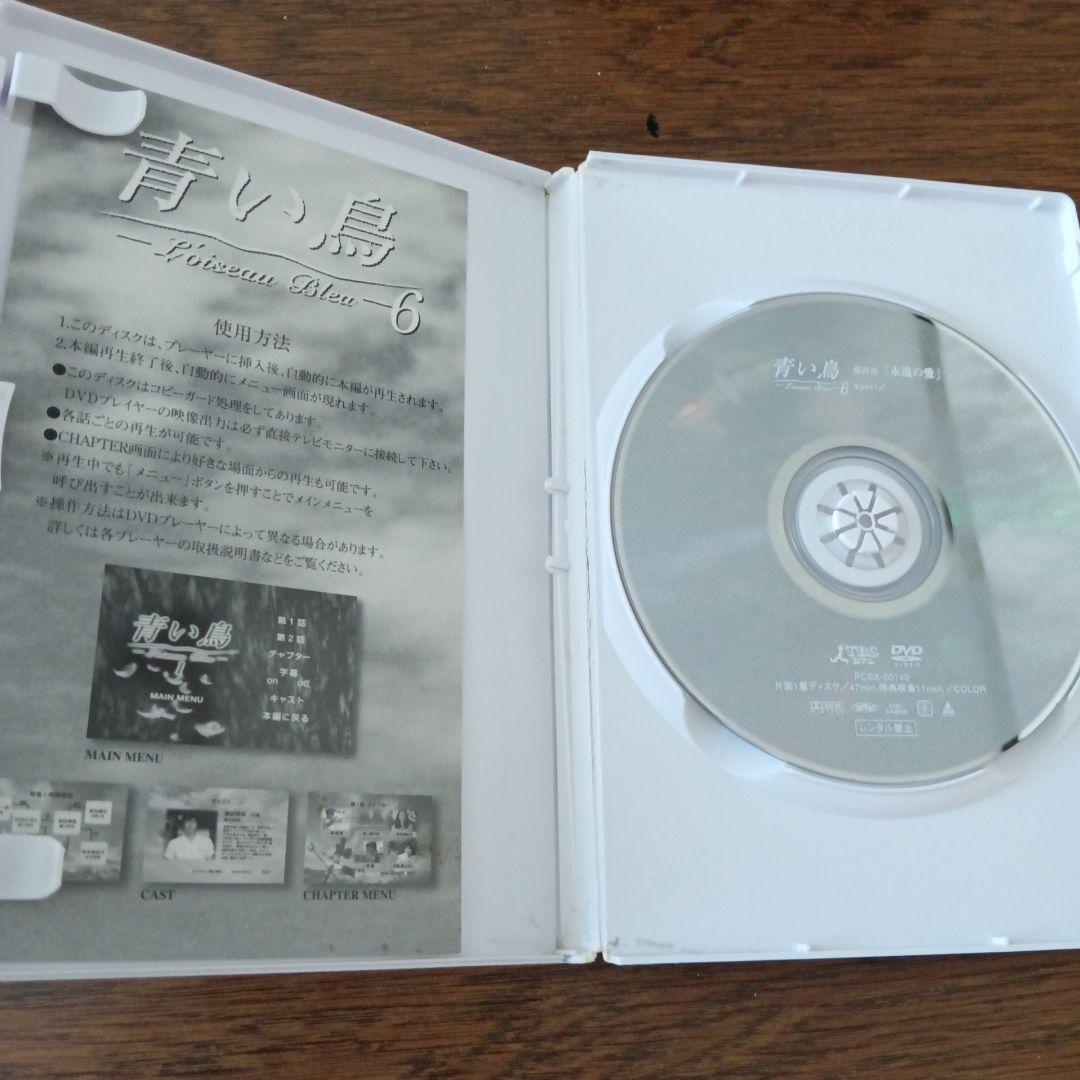 青い鳥
L'oiseau Bleu 6
使用方法
1.このディスクは、プレーヤーに挿入後、自動的に本編が再生されます。
2.本編再生終了後、自動的にメニュー画面が現れます。
●このディスクはコピーガード処理をしてあります。
DVDプレイヤーの映像出力は必ず直接テレビモニターに接続して下さい。
●各話ごとの再生が可能です。
●CHAPTER画面により好きな場面からの再生も可能です。
※再生中でも「メニュー」ボタンを押すことでメインメニューを
呼び出すことが出来ます。
※操作方法はDVDプレーヤーによって異なる場合があります。
詳しくは各プレーヤーの取扱説明書などをご覧ください。
青い鳥
1
MAIN MENU
第1話
第2話
チャプター
字幕
on off
キャスト
本編に戻る
MAIN MENU
CAST
CHAPTER MENU
青い鳥
L'oiseau Bleu 6
最終章「永遠の愛」
special
TBS
DVD
VIDEO
PCBX-50143
片面1層ディスク/47min.特典映像11min./COLOR
2
レンタル禁止